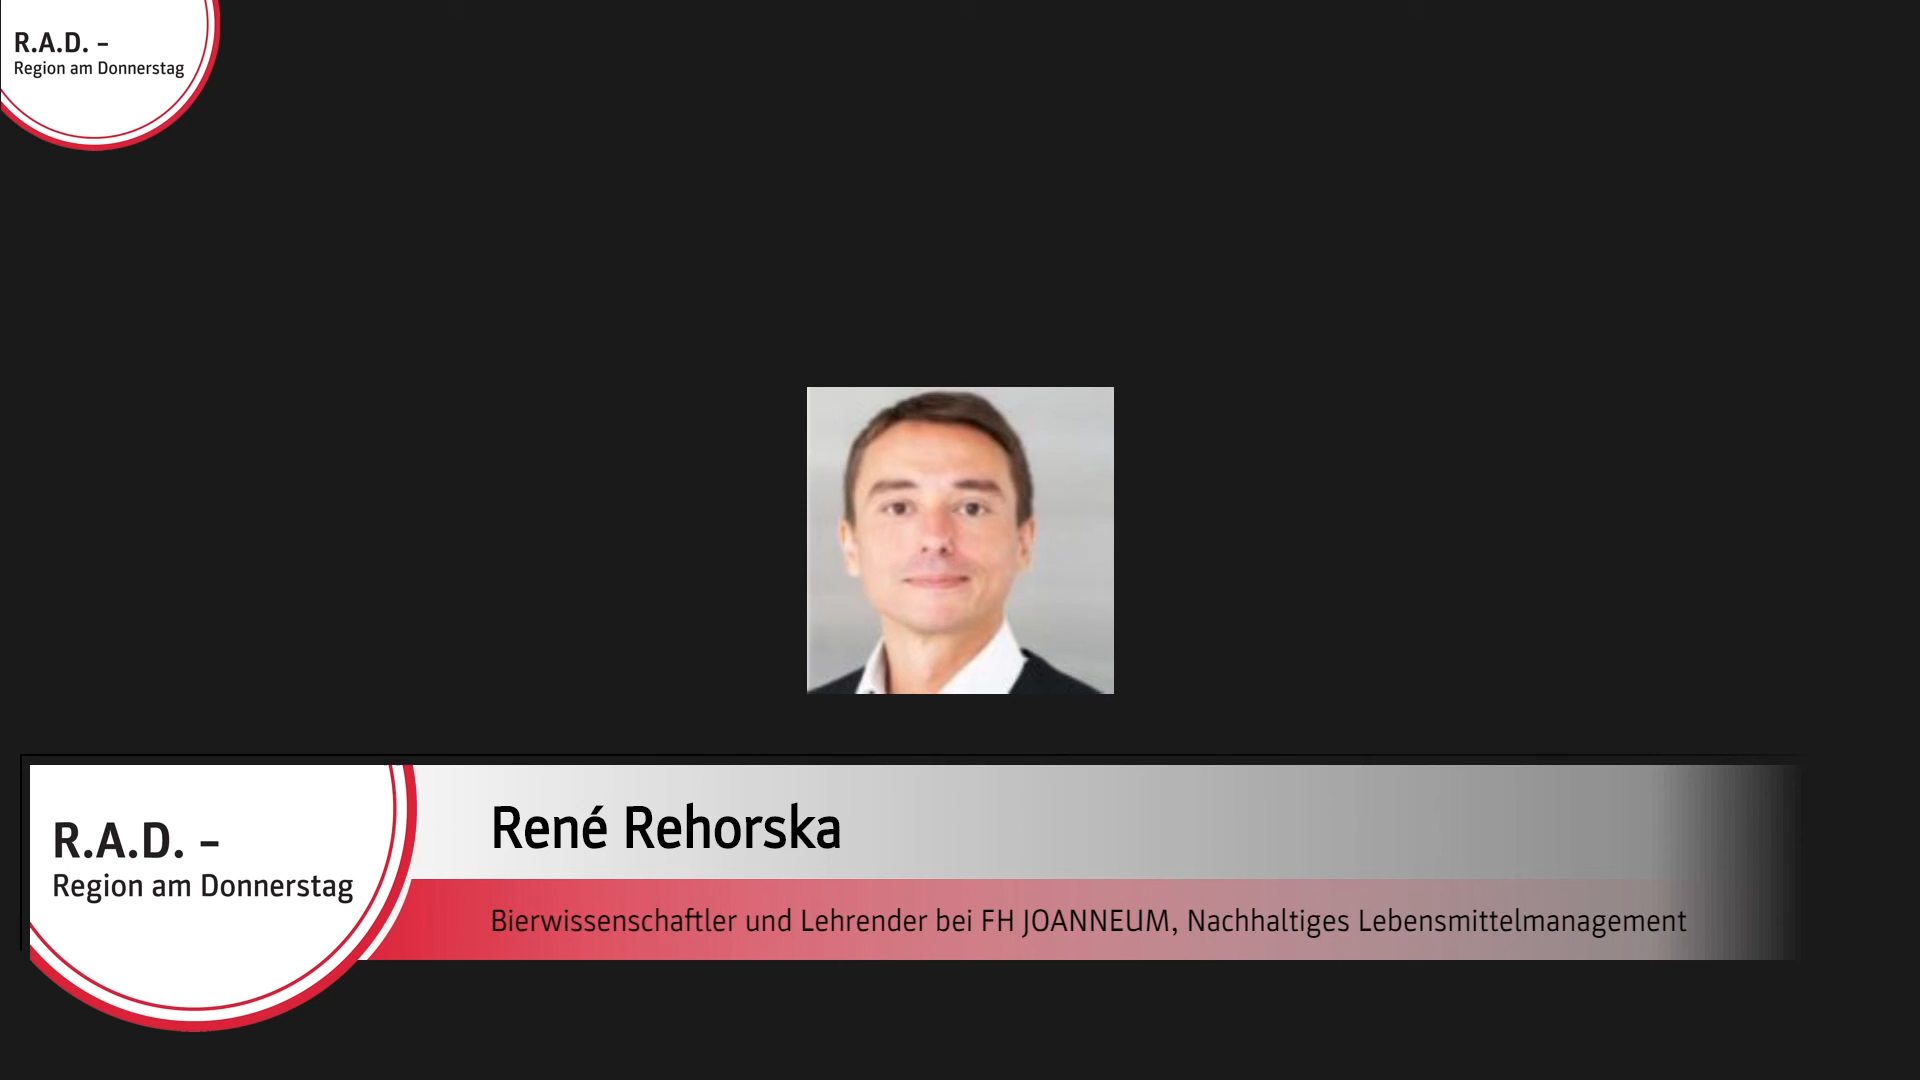 R.A.D. –
Region am Donnerstag
René Rehorska
R.A.D. –
Region am Donnerstag
Bierwissenschaftler und Lehrender bei FH JOANNEUM, Nachhaltiges Lebensmittelmanagement